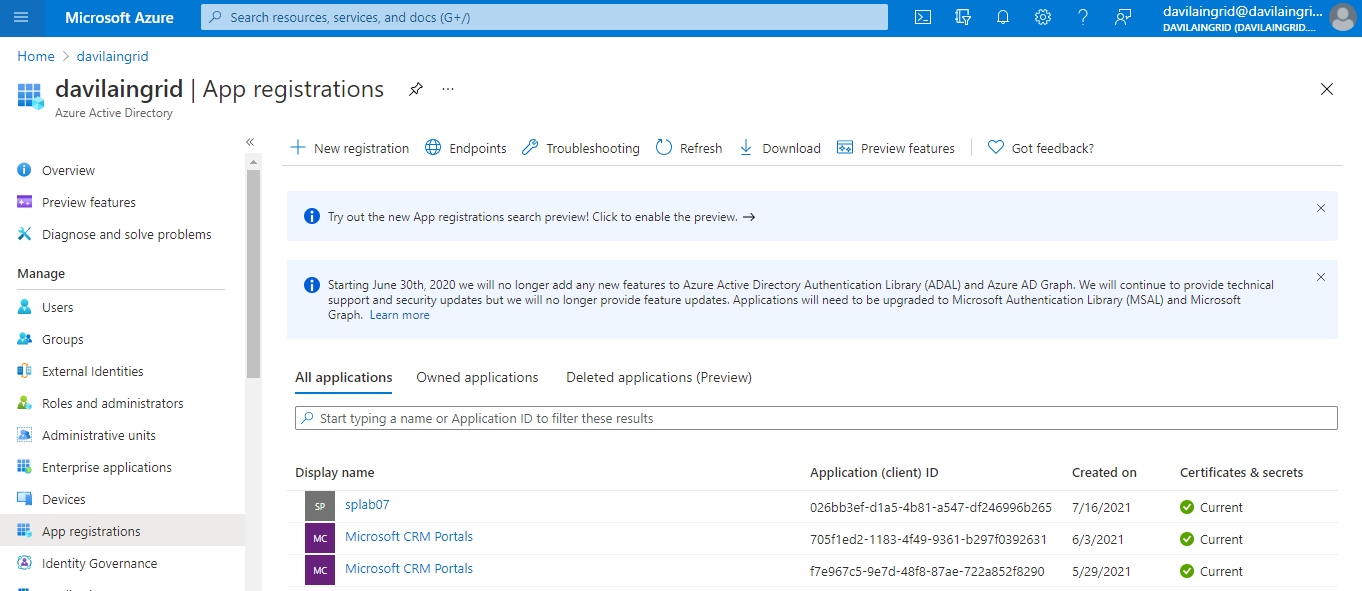 Microsoft Azure
Search resources, services, and docs (G+/)
davilaingrid@davilaingri...
DAVILAINGRID (DAVILAINGRID....
Home > davilaingrid
davilaingrid | App registrations
Azure Active Directory
Overview
Preview features
Diagnose and solve problems
Manage
Users
Groups
External Identities
Roles and administrators
Administrative units
Enterprise applications
Devices
App registrations
Identity Governance
New registration
Endpoints
Troubleshooting
Refresh
Download
Preview features
Got feedback?
Try out the new App registrations search preview! Click to enable the preview. →
Starting June 30th, 2020 we will no longer add any new features to Azure Active Directory Authentication Library (ADAL) and Azure AD Graph. We will continue to provide technical
support and security updates but we will no longer provide feature updates. Applications will need to be upgraded to Microsoft Authentication Library (MSAL) and Microsoft
Graph. Learn more
All applications Owned applications Deleted applications (Preview)
Start typing a name or Application ID to filter these results
Display name Application (client) ID Created on Certificates & secrets
SP splab07 026bb3ef-d1a5-4b81-a547-df246996b265 7/16/2021 Current
MC Microsoft CRM Portals 705f1ed2-1183-4f49-9361-b297f0392631 6/3/2021 Current
MC Microsoft CRM Portals f7e967c5-9e7d-48f8-87ae-722a852f8290 5/29/2021 Current